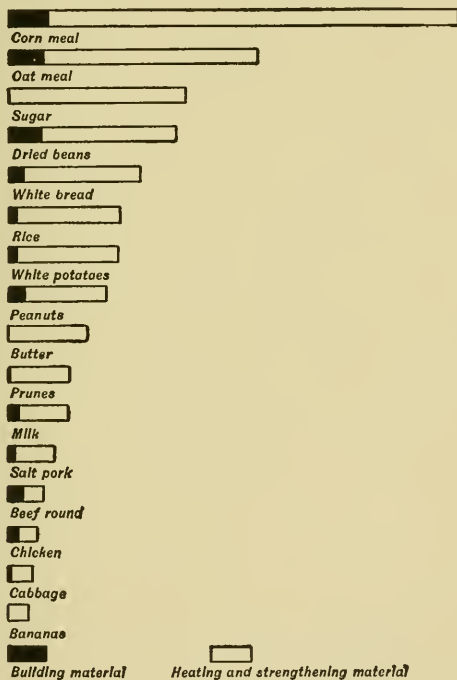 Corn meal
Oat meal
Sugar
Dried beans
White bread
Rice
White potatoes
Peanuts
Butter
Prunes
Milk
Salt pork
Beef round
Chicken
Cabbage
Bananas
Building material Heating and strengthening material